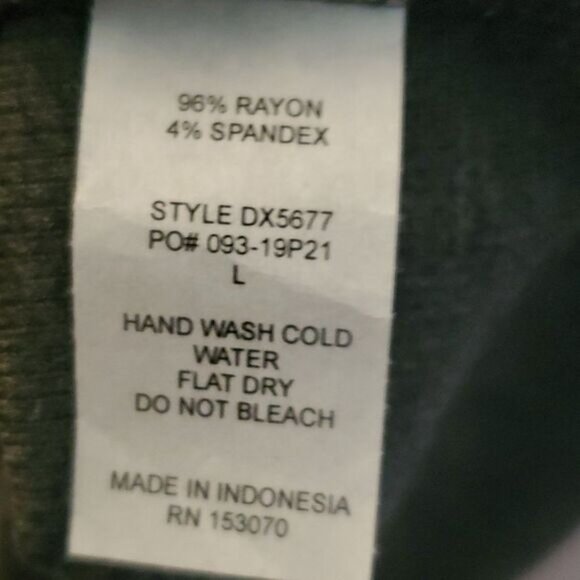 96% RAYON
4% SPANDEX
STYLE DX5677
PO# 093-19P21
L
HAND WASH COLD
WATER
FLAT DRY
DO NOT BLEACH
MADE IN INDONESIA
RN 153070